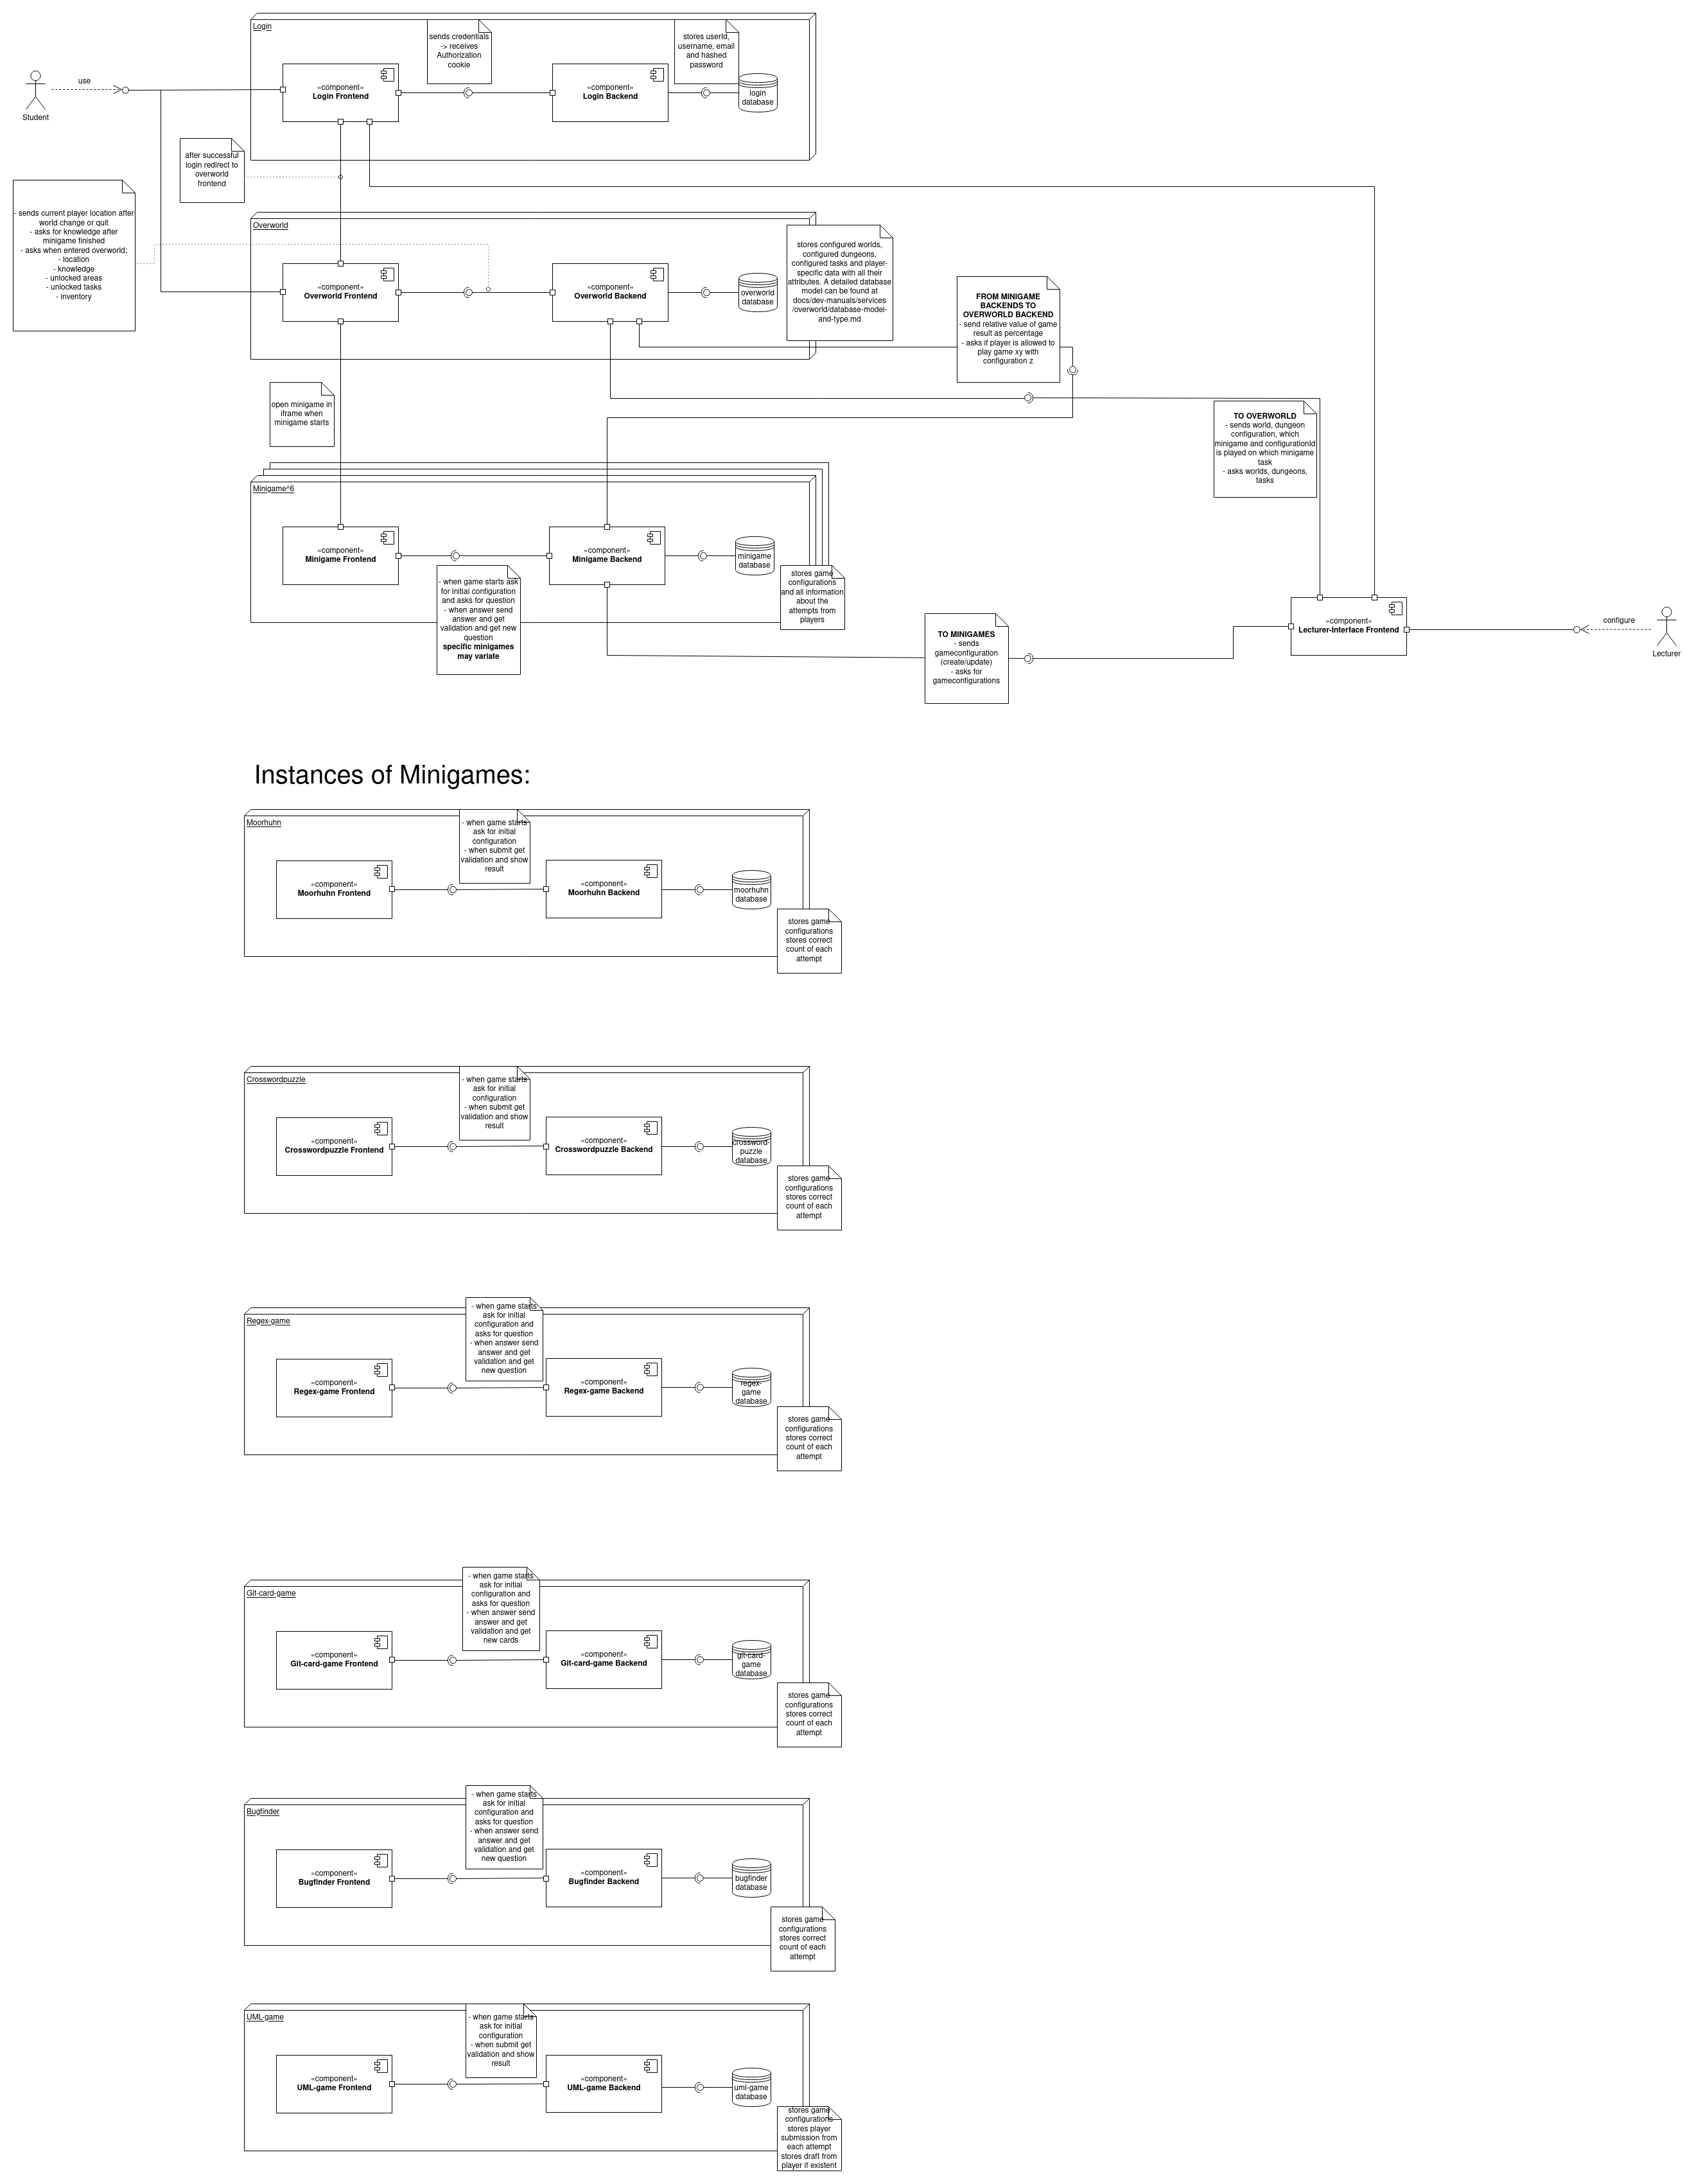 Login
sends credentials
-> receives
Authorization
cookie
stores userId,
username, email
and hashed
password
use
Student
«component»
Login Frontend
«component»
Login Backend
login
database
after successful
login redirect to
overworld
frontend
- sends current player location after
world change or quit
- asks for knowledge after
minigame finished
- asks when entered overworld:
- location
- knowledge
- unlocked areas
- unlocked tasks
- inventory
Overworld
«component»
Overworld Frontend
«component»
Overworld Backend
overworld
database
stores configured worlds,
configured dungeons,
configured tasks and player-
specific data with all their
attributes. A detailed database
model can be found at
docs/dev-manuals/services
/overworld/database-model-
and-type.md
FROM MINIGAME
BACKENDS TO
OVERWORLD BACKEND
- send relative value of game
result as percentage
- asks if player is allowed to
play game xy with
configuration z
open minigame in
iframe when
minigame starts
TO OVERWORLD
- sends world, dungeon
configuration, which
minigame and configurationId
is played on which minigame
task
- asks worlds, dungeons,
tasks
Minigame*6
«component»
Minigame Frontend
«component»
Minigame Backend
minigame
database
- when game starts ask
for initial configuration
and asks for question
- when answer send
answer and get
validation and get new
question
specific minigames
may variate
stores game
configurations
and all information
about the
attempts from
players
TO MINIGAMES
- sends
gameconfiguration
(create/update)
- asks for
gameconfigurations
«component»
Lecturer-Interface Frontend
configure
Lecturer
Instances of Minigames:
Moorhuhn
- when game starts
ask for initial
configuration
- when submit get
validation and show
result
«component»
Moorhuhn Frontend
«component»
Moorhuhn Backend
moorhuhn
database
stores game
configurations
stores correct
count of each
attempt
Crosswordpuzzle
- when game starts
ask for initial
configuration
- when submit get
validation and show
result
«component»
Crosswordpuzzle Frontend
«component»
Crosswordpuzzle Backend
crossword-
puzzle
database
stores game
configurations
stores correct
count of each
attempt
Regex-game
- when game starts
ask for initial
configuration and
asks for question
- when answer send
answer and get
validation and get
new question
«component»
Regex-game Frontend
«component»
Regex-game Backend
regex-
game
database
stores game
configurations
stores correct
count of each
attempt
Git-card-game
- when game starts
ask for initial
configuration and
asks for question
- when answer send
answer and get
validation and get
new cards
«component»
Git-card-game Frontend
«component»
Git-card-game Backend
git-card-
game
database
stores game
configurations
stores correct
count of each
attempt
Bugfinder
- when game starts
ask for initial
configuration and
asks for question
- when answer send
answer and get
validation and get
new question
«component»
Bugfinder Frontend
«component»
Bugfinder Backend
bugfinder
database
stores game
configurations
stores correct
count of each
attempt
UML-game
- when game starts
ask for initial
configuration
- when submit get
validation and show
result
«component»
UML-game Frontend
«component»
UML-game Backend
uml-game
database
stores game
configurations
stores player
submission from
each attempt
stores draft from
player if existent